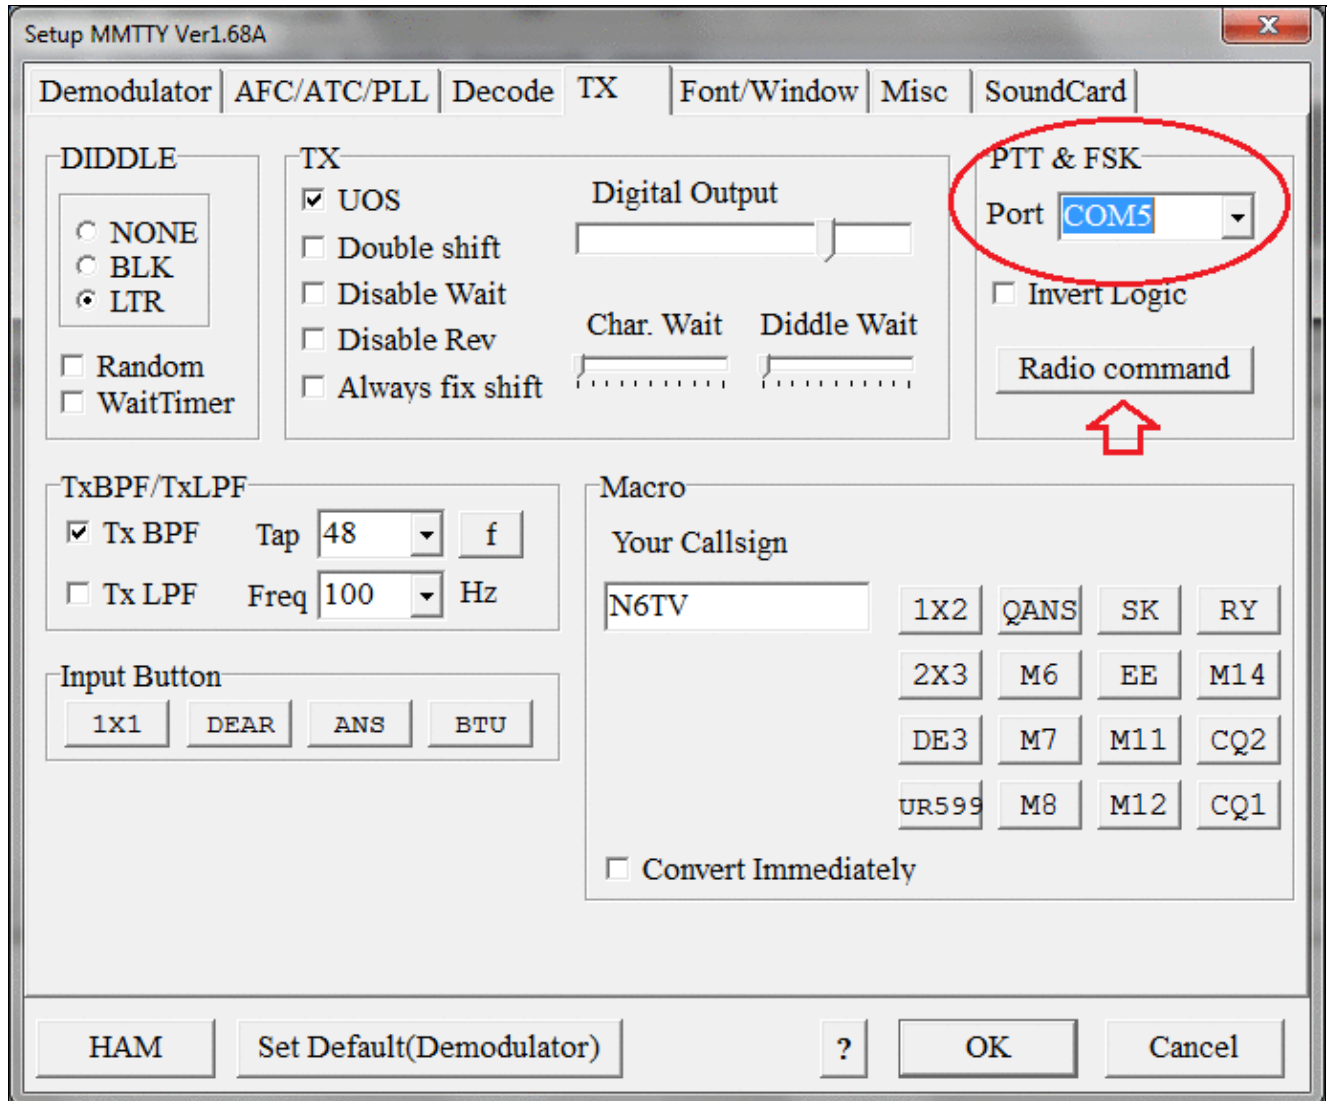 Setup MMTTY Ver1.68A
x
Demodulator AFC/ATC/PLL Decode TX Font/Window Misc SoundCard
DIDDLE
NONE
BLK
LTR
Random
WaitTimer
TX
UOS
Double shift
Disable Wait
Disable Rev
Always fix shift
Digital Output
Char. Wait Diddle Wait
PTT & FSK
Port COM5
Invert Logic
Radio command
TxBPF/TxLPF
Tx BPF Tap 48 f
Tx LPF Freq 100 Hz
Input Button
1X1 DEAR ANS BTU
Macro
Your Callsign
N6TV
1X2 QANS SK RY
2X3 M6 EE M14
DE3 M7 M11 CQ2
UR599 M8 M12 CQ1
Convert Immediately
HAM Set Default(Demodulator) ? OK Cancel